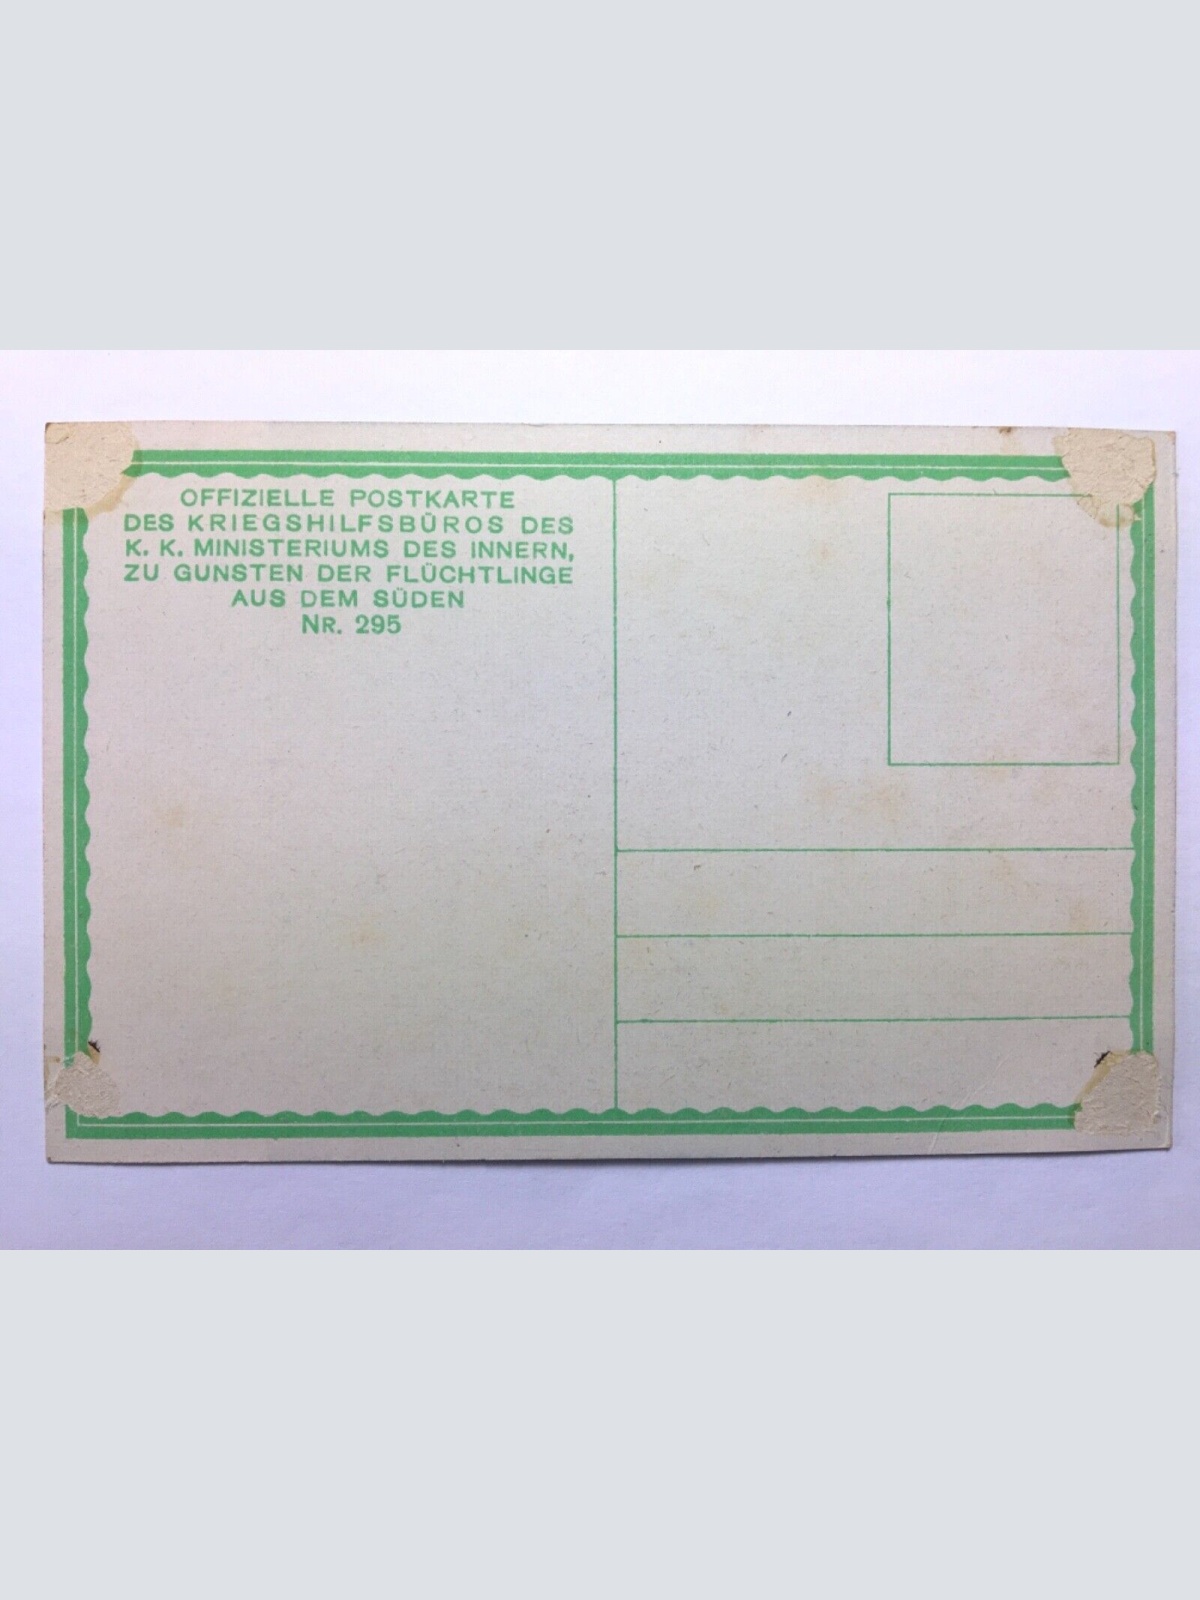 OFFIZIELLE POSTKARTE
DES KRIEGSHILFSBÜROS DES
K. K. MINISTERIUMS DES INNERN,
ZU GUNSTEN DER FLÜCHTLINGE
AUS DEM SÜDEN
NR. 295